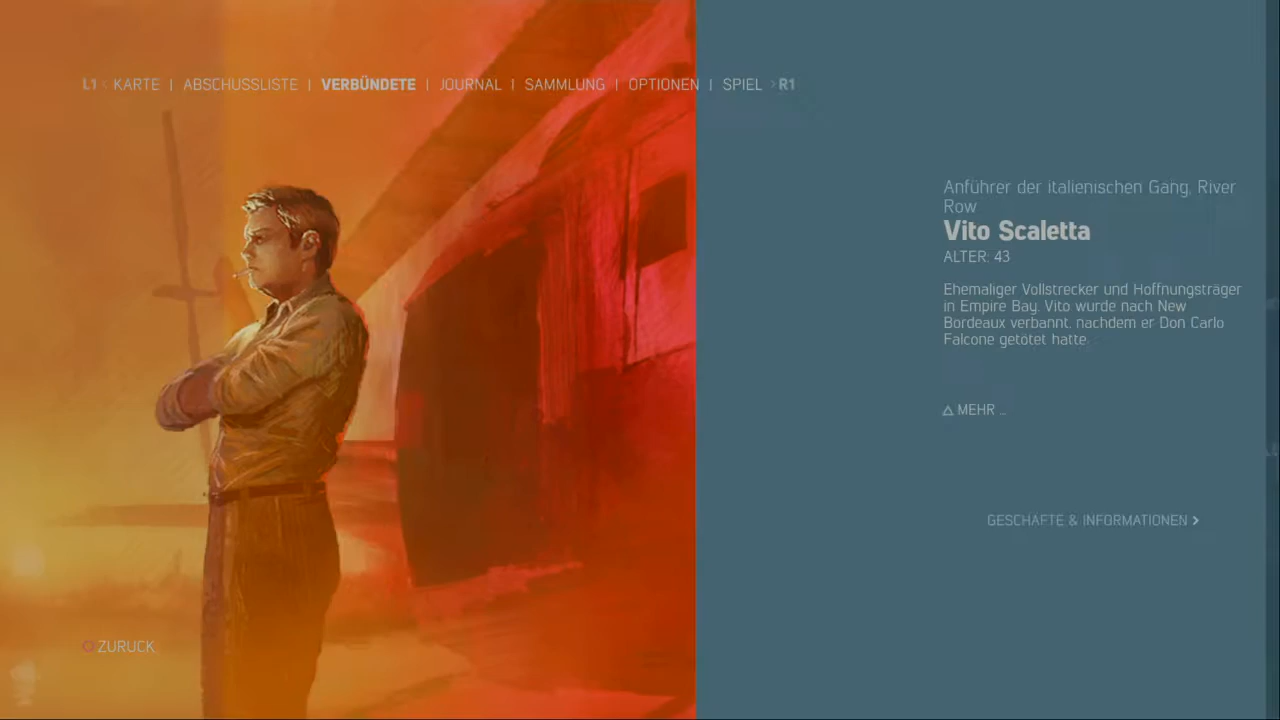 L1 < KARTE | ABSCHUSSLISTE | VERBÜNDETE | JOURNAL | SAMMLUNG | OPTIONEN | SPIEL > R1
Anführer der italienischen Gang, River
Row
Vito Scaletta
ALTER: 43
Ehemaliger Vollstrecker und Hoffnungsträger
in Empire Bay. Vito wurde nach New
Bordeaux verbannt, nachdem er Don Carlo
Falcone getötet hatte.
MEHR ...
GESCHÄFTE & INFORMATIONEN >
ZURÜCK